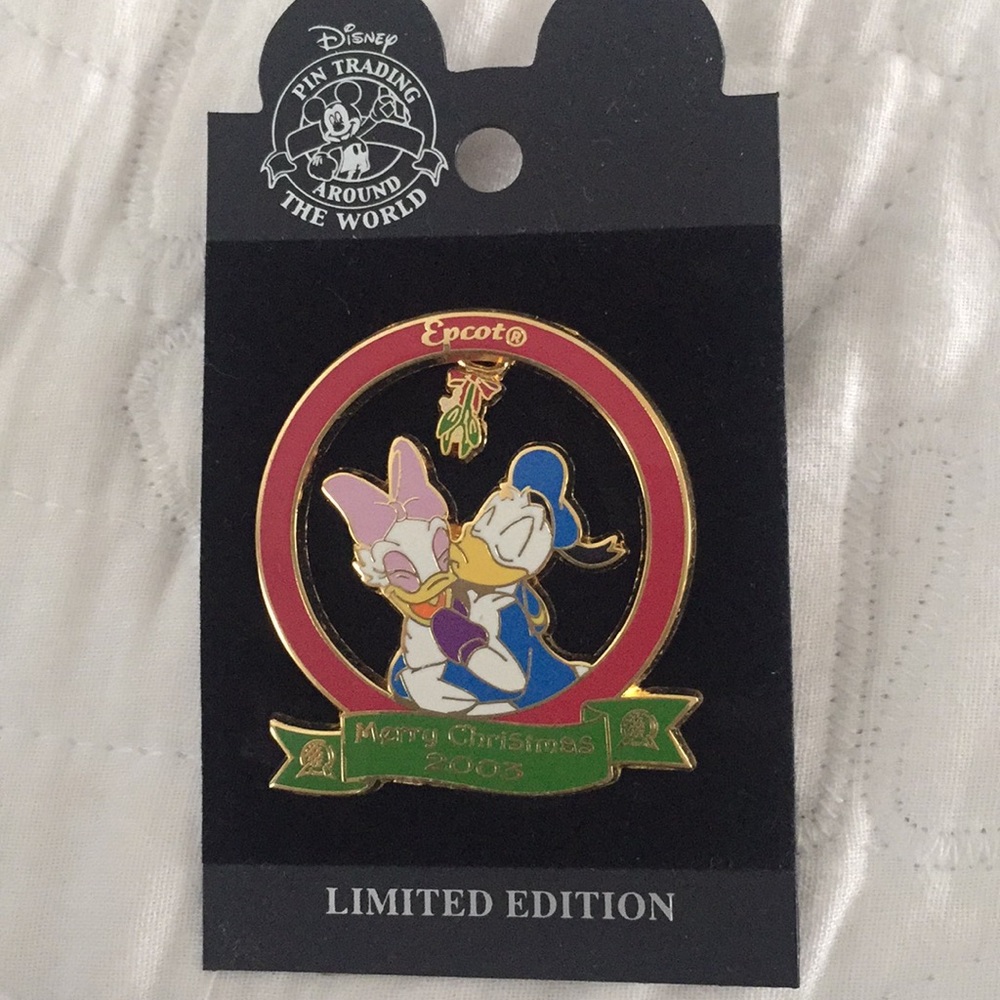 Disney
PIN TRADING
AROUND
THE WORLD
Epcot®
Merry Christmas
2003
LIMITED EDITION